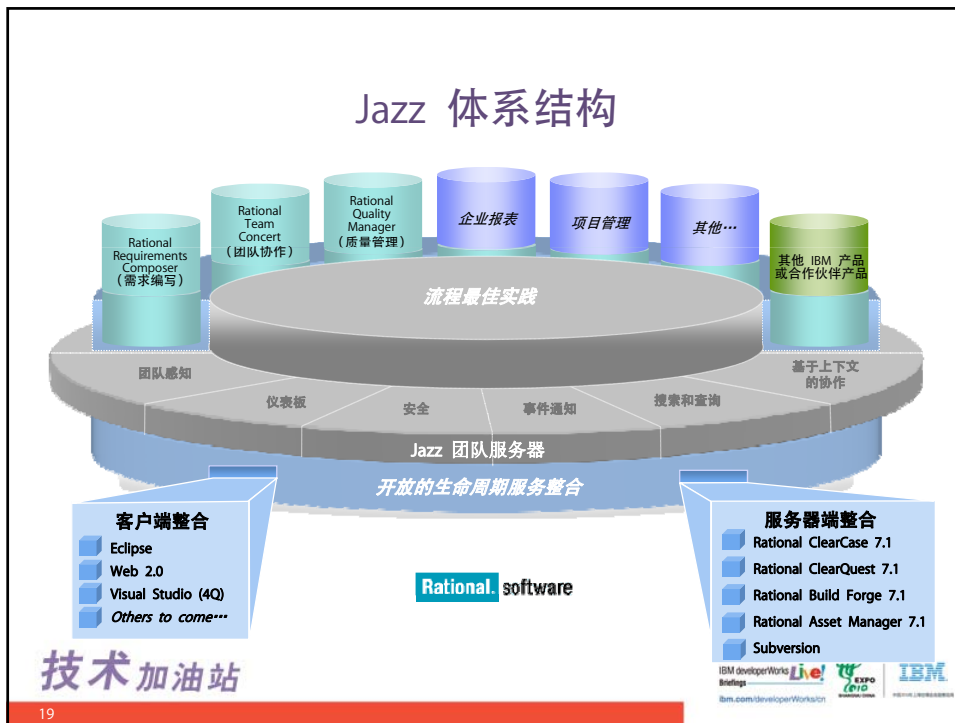 Jazz 体系结构
Rational
Requirements
Composer
（需求编写）
Rational
Team
Concert
（团队协作）
Rational
Quality
Manager
（质量管理）
企业报表
项目管理
其他…
其他 IBM 产品
或合作伙伴产品
流程最佳实践
团队感知
仪表板
安全
事件通知
搜索和查询
基于上下文
的协作
Jazz 团队服务器
开放的生命周期服务整合
客户端整合
Eclipse
Web 2.0
Visual Studio (4Q)
Others to come…
服务器端整合
Rational ClearCase 7.1
Rational ClearQuest 7.1
Rational Build Forge 7.1
Rational Asset Manager 7.1
Subversion
Rational. software
技术加油站
IBM developerWorks Live!
Briefings
ibm.com/developerWorks/cn
EXPO
2010
SHANGHAI CHINA
IBM
19